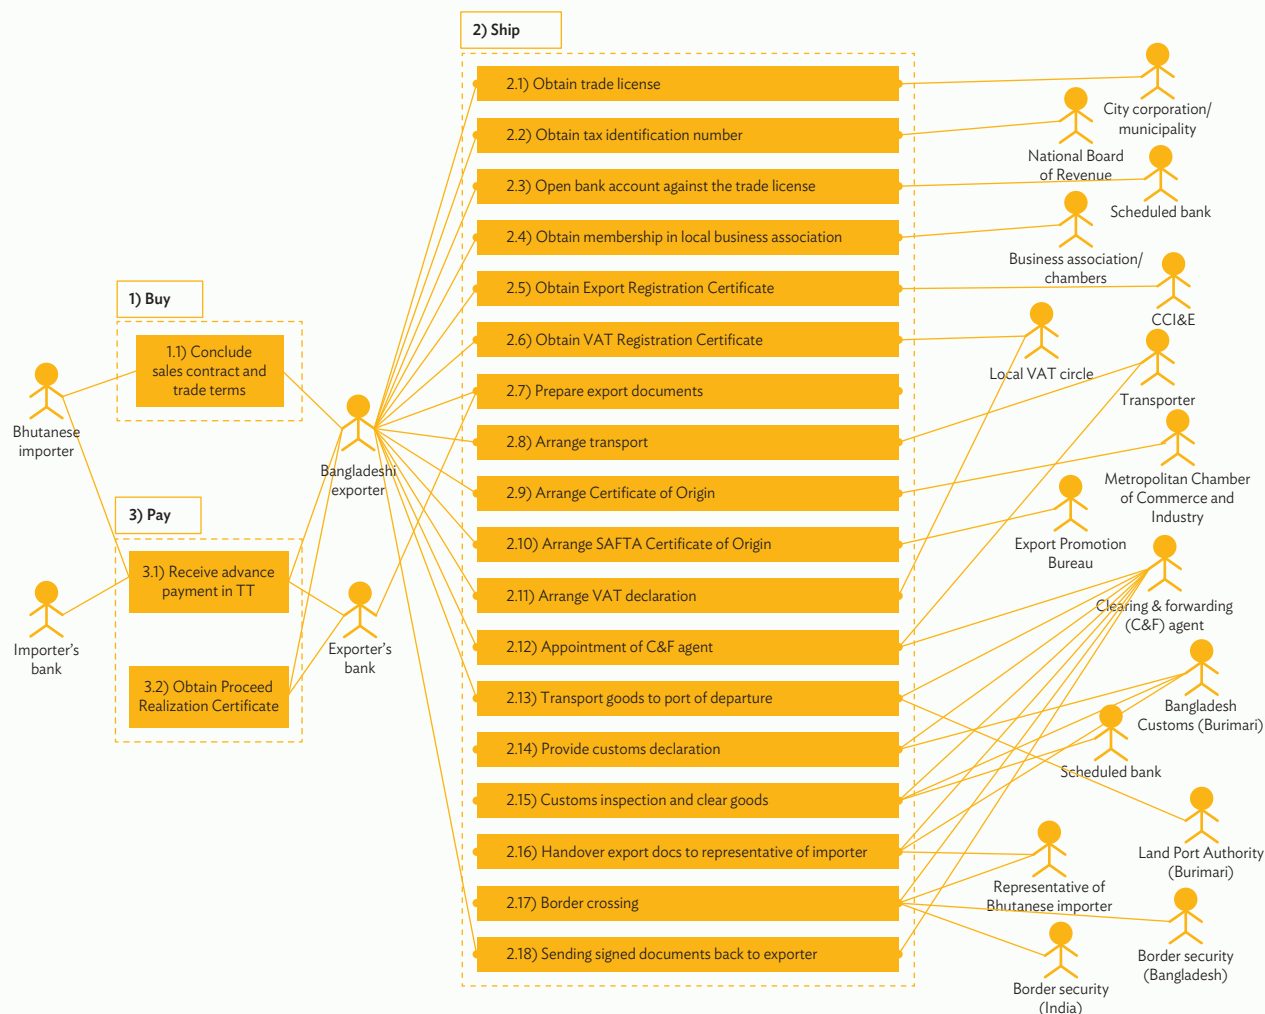 2) Ship
2.1) Obtain trade license
2.2) Obtain tax identification number
2.3) Open bank account against the trade license
2.4) Obtain membership in local business association
2.5) Obtain Export Registration Certificate
2.6) Obtain VAT Registration Certificate
2.7) Prepare export documents
2.8) Arrange transport
2.9) Arrange Certificate of Origin
2.10) Arrange SAFTA Certificate of Origin
2.11) Arrange VAT declaration
2.12) Appointment of C&F agent
2.13) Transport goods to port of departure
2.14) Provide customs declaration
2.15) Customs inspection and clear goods
2.16) Handover export docs to representative of importer
2.17) Border crossing
2.18) Sending signed documents back to exporter
1) Buy
1.1) Conclude
sales contract and
trade terms
Bhutanese
importer
Bangladeshi
exporter
3) Pay
3.1) Receive advance
payment in TT
3.2) Obtain Proceed
Realization Certificate
Importer's
bank
Exporter's
bank
City corporation/
municipality
National Board
of Revenue
Scheduled bank
Business association/
chambers
CCI&E
Local VAT circle
Transporter
Metropolitan Chamber
of Commerce and
Industry
Export Promotion
Bureau
Clearing & forwarding
(C&F) agent
Bangladesh
Customs (Burimari)
Scheduled bank
Land Port Authority
(Burimari)
Representative of
Bhutanese importer
Border security
(Bangladesh)
Border security
(India)